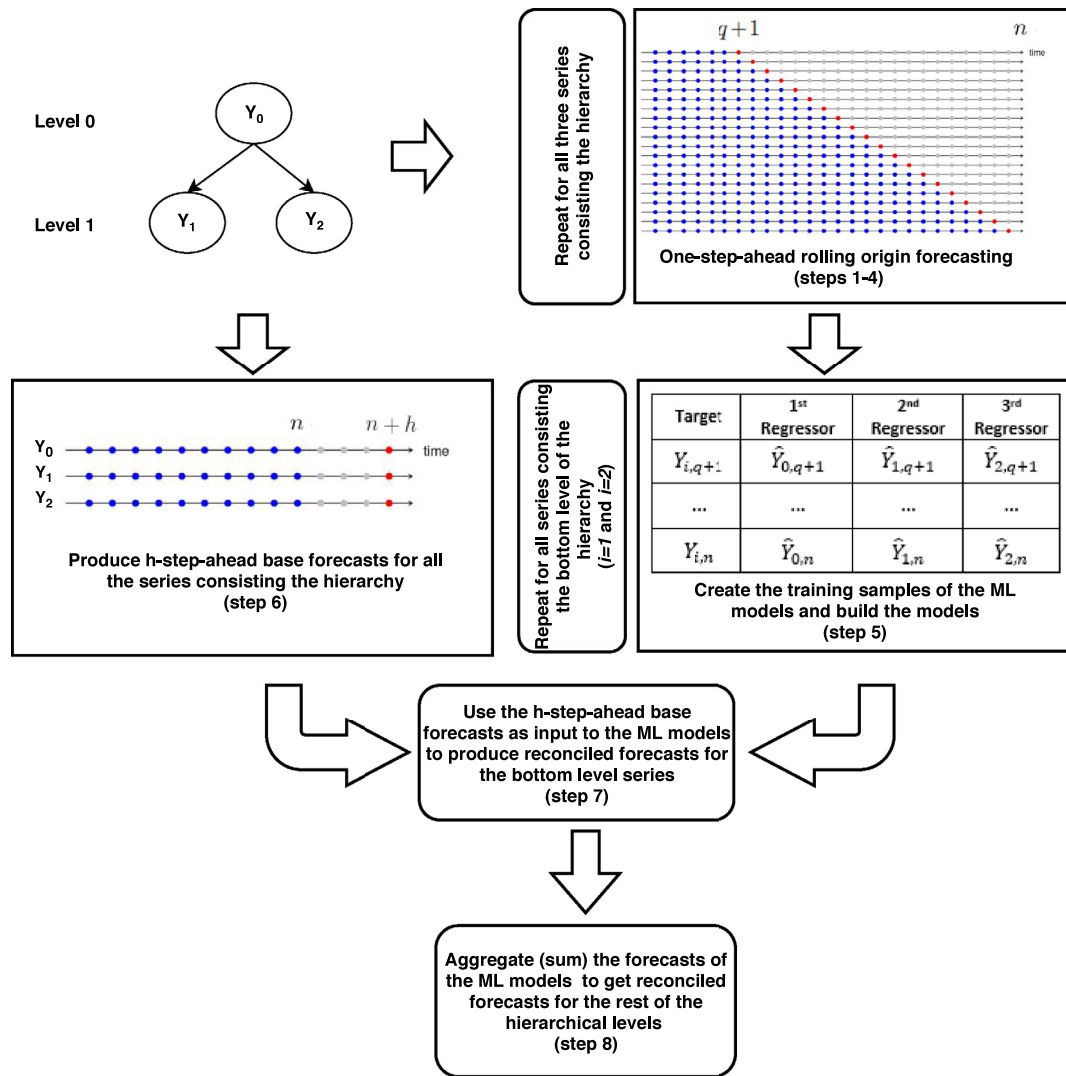 Level 0
Y0
Level 1
Y1
Y2
Repeat for all three series
consisting the hierarchy
q + 1
n
time
One-step-ahead rolling origin forecasting
(steps 1-4)
n
n + h
time
Y0
Y1
Y2
Produce h-step-ahead base forecasts for all
the series consisting the hierarchy
(step 6)
Repeat for all series consisting
the bottom level of the
hierarchy
(i=1 and i=2)
Target 1st Regressor 2nd Regressor 3rd Regressor
Yi,q+1 Ŷ0,q+1 Ŷ1,q+1 Ŷ2,q+1
... ... ... ...
Yi,n Ŷ0,n Ŷ1,n Ŷ2,n
Create the training samples of the ML
models and build the models
(step 5)
Use the h-step-ahead base
forecasts as input to the ML models
to produce reconciled forecasts for
the bottom level series
(step 7)
Aggregate (sum) the forecasts of
the ML models to get reconciled
forecasts for the rest of the
hierarchical levels
(step 8)